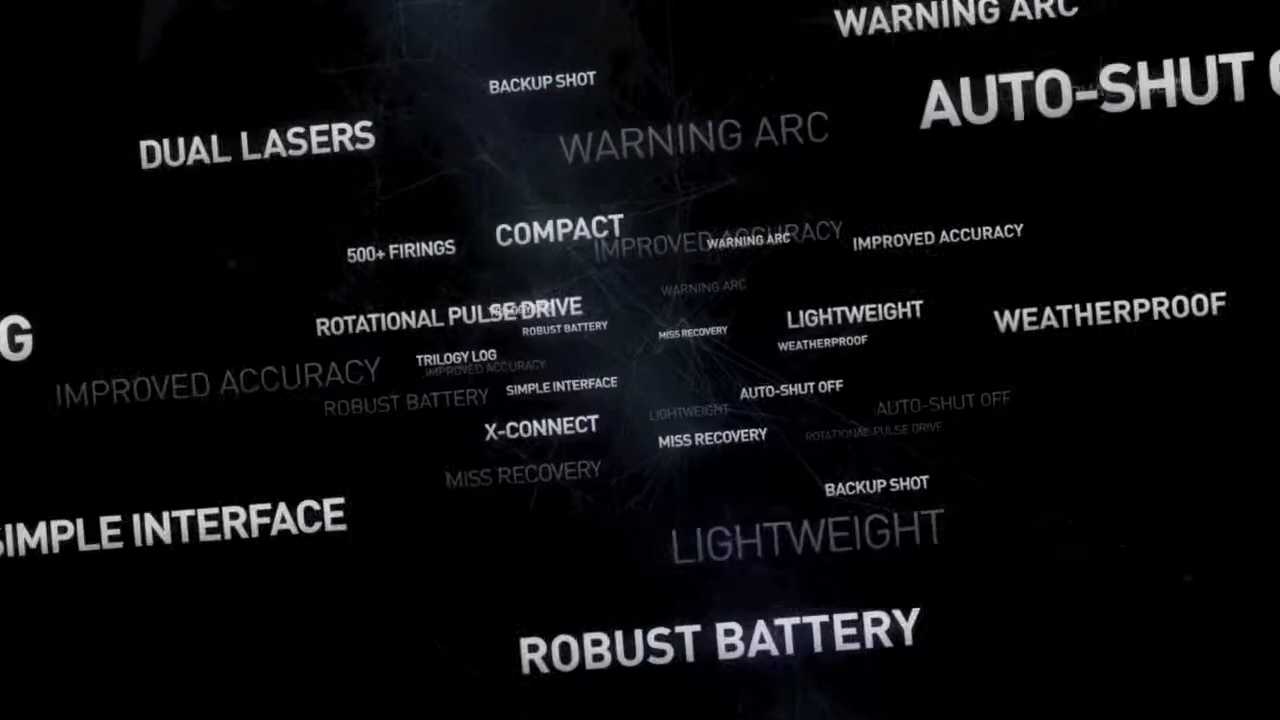 WARNING ARC
AUTO-SHUT
BACKUP SHOT
DUAL LASERS
WARNING ARC
COMPACT
500+ FIRINGS
IMPROVED ACCURACY
WARNING ARC
IMPROVED ACCURACY
WARNING ARC
ROTATIONAL PULSE DRIVE
LIGHTWEIGHT
WEATHERPROOF
G
ROBUST BATTERY
MISS RECOVERY
WEATHERPROOF
TRILOGY LOG
IMPROVED ACCURACY
IMPROVED ACCURACY
SIMPLE INTERFACE
AUTO-SHUT OFF
ROBUST BATTERY
LIGHTWEIGHT
AUTO-SHUT OFF
X-CONNECT
MISS RECOVERY
ROTATIONAL PULSE DRIVE
MISS RECOVERY
BACKUP SHOT
SIMPLE INTERFACE
LIGHTWEIGHT
ROBUST BATTERY